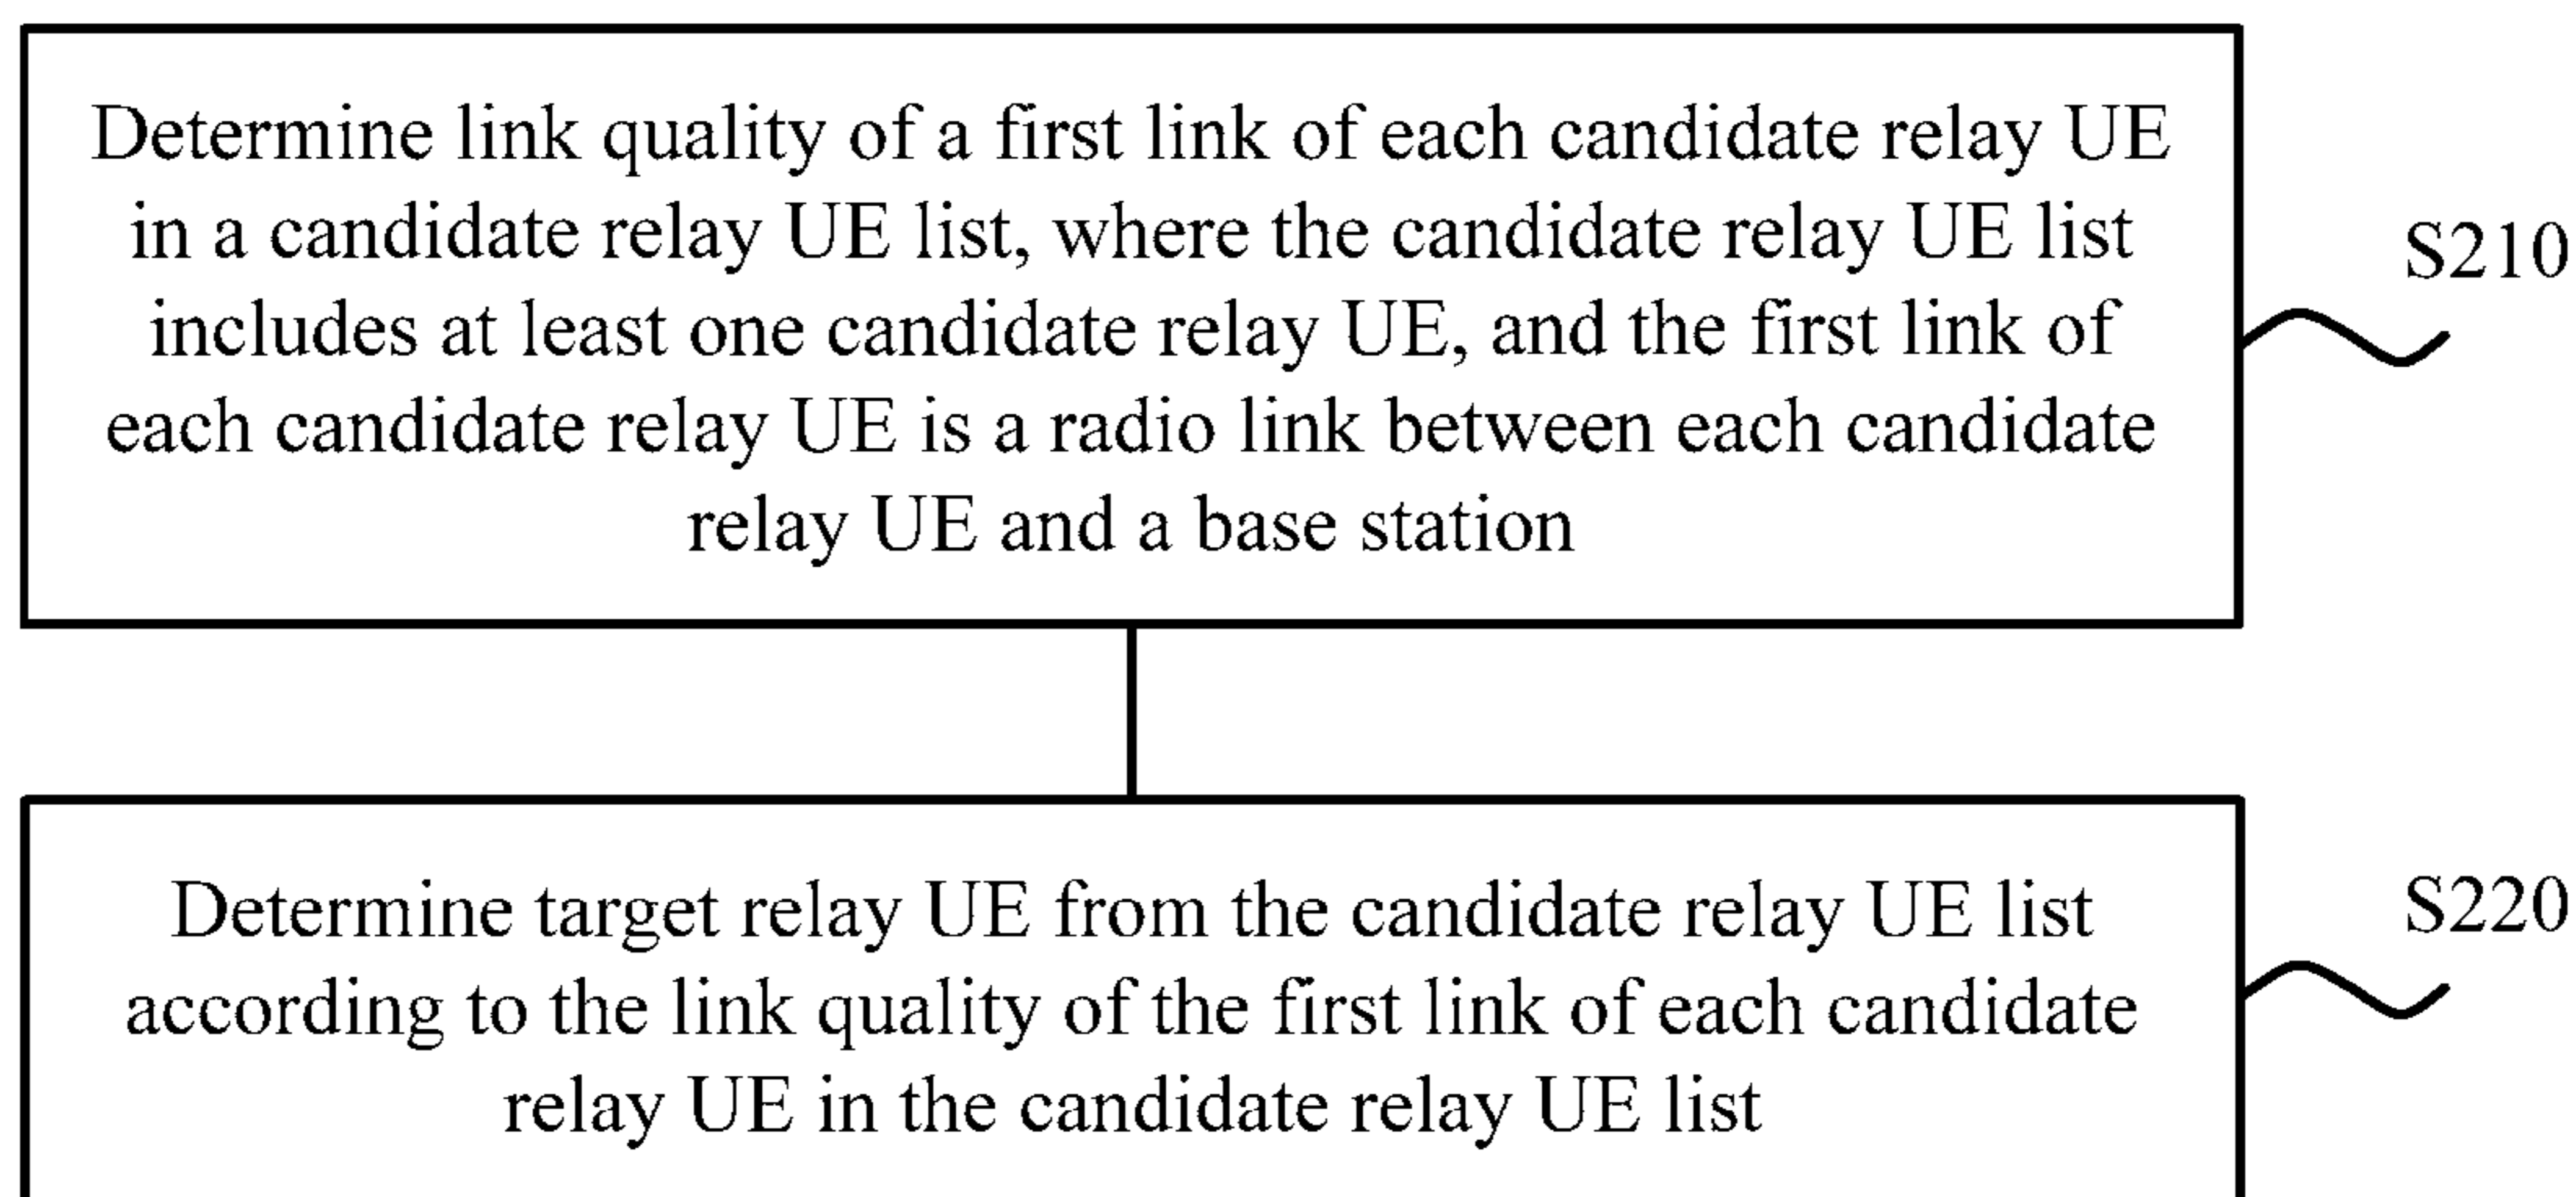 Determine link quality of a first link of each candidate relay UE
in a candidate relay UE list, where the candidate relay UE list
includes at least one candidate relay UE, and the first link of
each candidate relay UE is a radio link between each candidate
relay UE and a base station
S210
Determine target relay UE from the candidate relay UE list
according to the link quality of the first link of each candidate
relay UE in the candidate relay UE list
S220